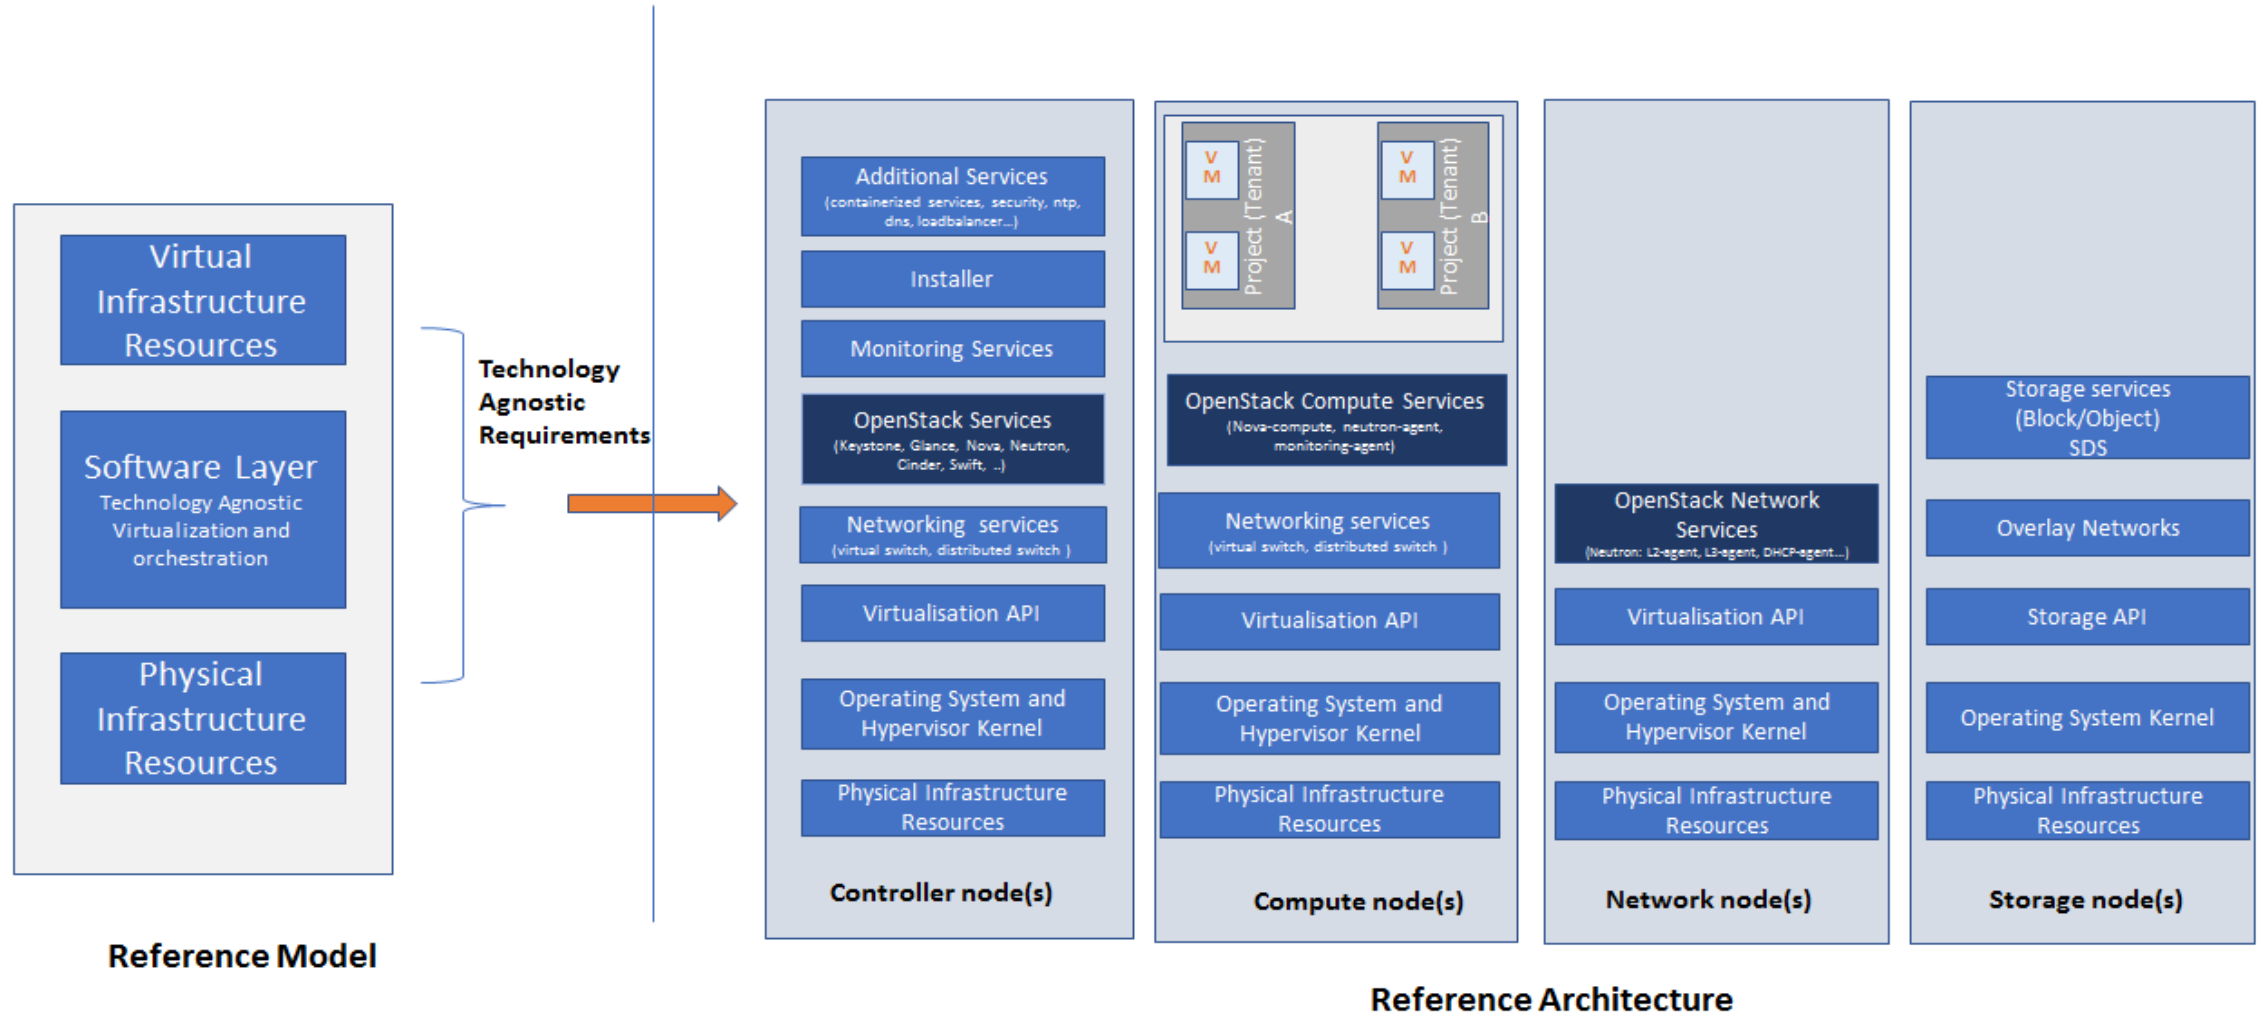 Virtual
Infrastructure
Resources
Software Layer
Technology Agnostic
Virtualization and
orchestration
Physical
Infrastructure
Resources
Reference Model
Technology
Agnostic
Requirements
Additional Services
(containerized services, security, ntp,
dns, loadbalancer...)
Installer
Monitoring Services
OpenStack Services
(Keystone, Glance, Nova, Neutron,
Cinder, Swift, ..)
Networking services
(virtual switch, distributed switch )
Virtualisation API
Operating System and
Hypervisor Kernel
Physical Infrastructure
Resources
Controller node(s)
V
M
V
M
Project (Tenant)
A
V
M
V
M
Project (Tenant)
B
OpenStack Compute Services
(Nova-compute, neutron-agent,
monitoring-agent)
Networking services
(virtual switch, distributed switch )
Virtualisation API
Operating System and
Hypervisor Kernel
Physical Infrastructure
Resources
Compute node(s)
OpenStack Network
Services
(Neutron: L2-agent, L3-agent, DHCP-agent...)
Virtualisation API
Operating System and
Hypervisor Kernel
Physical Infrastructure
Resources
Network node(s)
Storage services
(Block/Object)
SDS
Overlay Networks
Storage API
Operating System Kernel
Physical Infrastructure
Resources
Storage node(s)
Reference Architecture